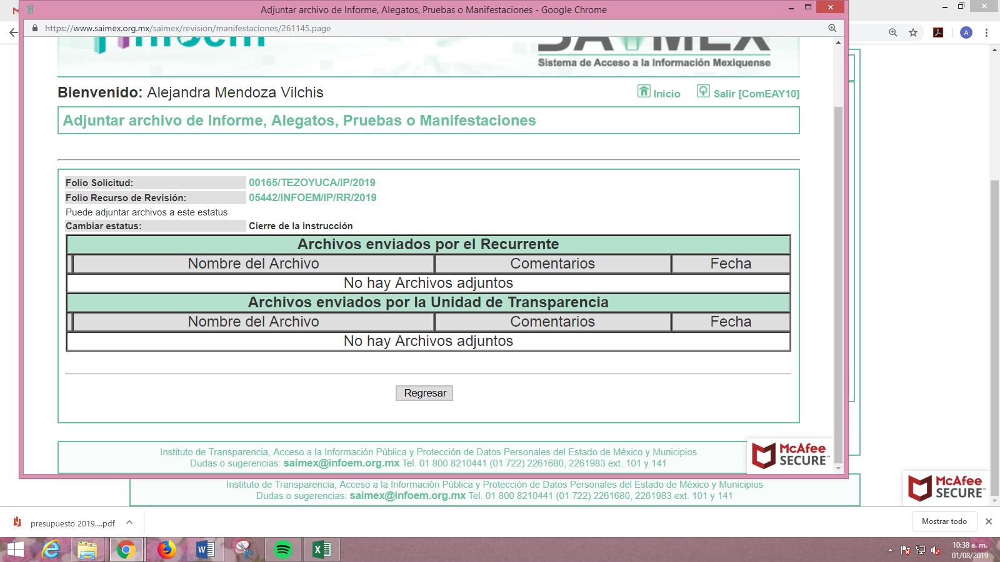 Adjuntar archivo de Informe, Alegatos, Pruebas o Manifestaciones - Google Chrome
https://www.saimex.org.mx/saimex/revision/manifestaciones/261145.page
Sistema de Acceso a la Información Mexiquense
Bienvenido: Alejandra Mendoza Vilchis
Inicio
Salir [ComEAY10]
Adjuntar archivo de Informe, Alegatos, Pruebas o Manifestaciones
Folio Solicitud: 00165/TEZOYUCA/IP/2019
Folio Recurso de Revisión: 05442/INFOEM/IP/RR/2019
Puede adjuntar archivos a este estatus
Cambiar estatus: Cierre de la instrucción
Archivos enviados por el Recurrente
Nombre del Archivo Comentarios Fecha
No hay Archivos adjuntos
Archivos enviados por la Unidad de Transparencia
Nombre del Archivo Comentarios Fecha
No hay Archivos adjuntos
Regresar
Instituto de Transparencia, Acceso a la Información Pública y Protección de Datos Personales del Estado de México y Municipios
Dudas o sugerencias: saimex@infoem.org.mx Tel. 01 800 8210441 (01 722) 2261680, 2261983 ext. 101 y 141
McAfee
SECURE™
Instituto de Transparencia, Acceso a la Información Pública y Protección de Datos Personales del Estado de México y Municipios
Dudas o sugerencias: saimex@infoem.org.mx Tel. 01 800 8210441 (01 722) 2261680, 2261983 ext. 101 y 141
McAfee
SECURE™
presupuesto 2019....pdf
Mostrar todo
10:38 a. m.
01/08/2019